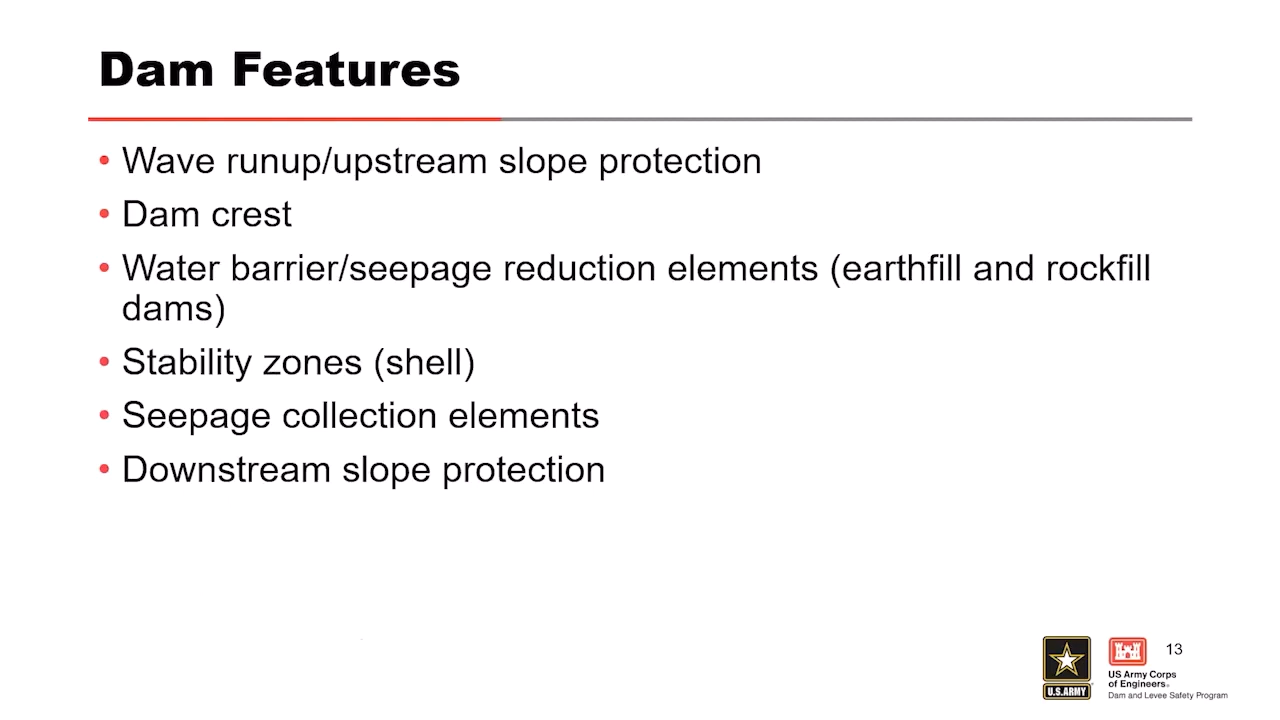 Dam Features
• Wave runup/upstream slope protection
• Dam crest
• Water barrier/seepage reduction elements (earthfill and rockfill
dams)
• Stability zones (shell)
• Seepage collection elements
• Downstream slope protection
13
U.S.ARMY
US Army Corps
of Engineers®
Dam and Levee Safety Program